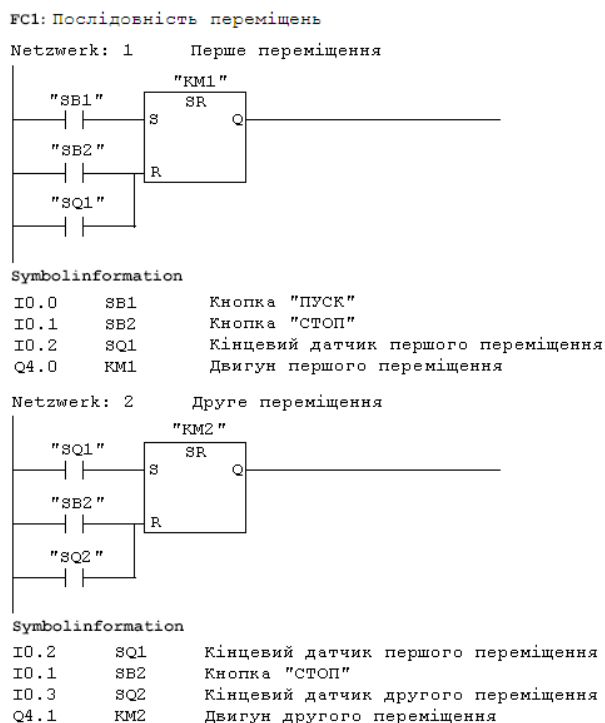 FC1: Послідовність переміщень
Netzwerk: 1 Перше переміщення
"KM1"
"SB1" SR
S Q
"SB2"
R
"SQ1"
Symbolinformation
I0.0 SB1 Кнопка "ПУСК"
I0.1 SB2 Кнопка "СТОП"
I0.2 SQ1 Кінцевий датчик першого переміщення
Q4.0 KM1 Двигун першого переміщення
Netzwerk: 2 Друге переміщення
"KM2"
"SQ1" SR
S Q
"SB2"
R
"SQ2"
Symbolinformation
I0.2 SQ1 Кінцевий датчик першого переміщення
I0.1 SB2 Кнопка "СТОП"
I0.3 SQ2 Кінцевий датчик другого переміщення
Q4.1 KM2 Двигун другого переміщення